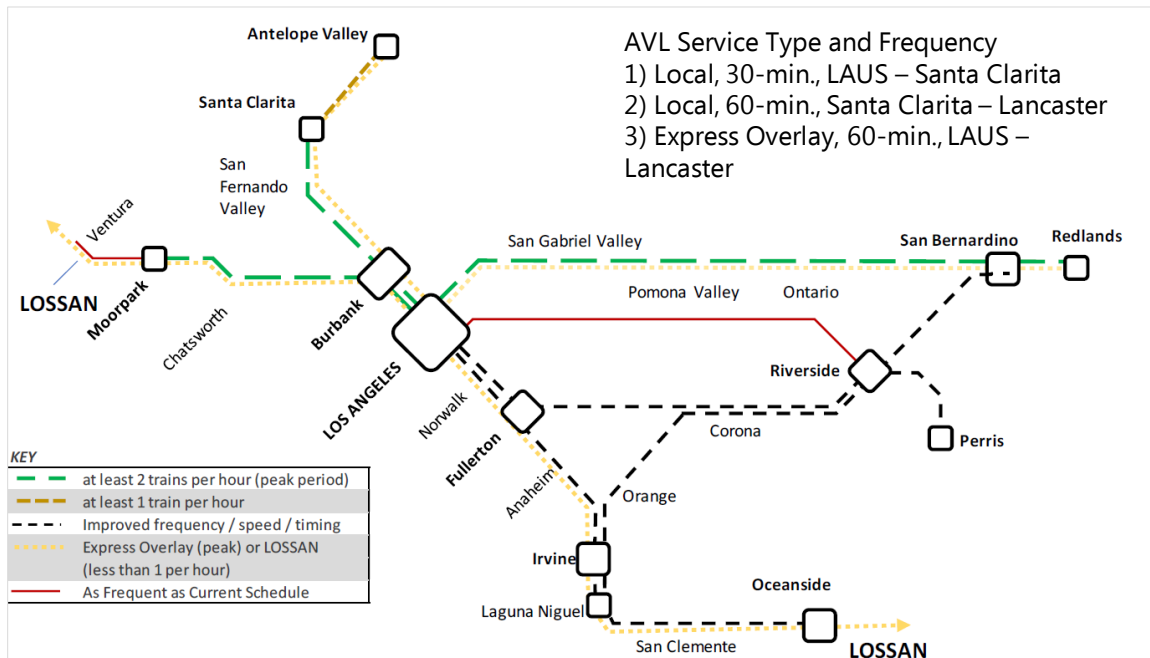 AVL Service Type and Frequency
1) Local, 30-min., LAUS – Santa Clarita
2) Local, 60-min., Santa Clarita – Lancaster
3) Express Overlay, 60-min., LAUS –
Lancaster
Antelope Valley
Santa Clarita
San
Fernando
Valley
Ventura
LOSSAN
Moorpark
Chatsworth
Burbank
LOS ANGELES
San Gabriel Valley
San Bernardino
Redlands
Pomona Valley
Ontario
Riverside
Perris
Norwalk
Fullerton
Corona
Anaheim
Orange
Irvine
Laguna Niguel
San Clemente
Oceanside
LOSSAN
KEY
at least 2 trains per hour (peak period)
at least 1 train per hour
Improved frequency / speed / timing
Express Overlay (peak) or LOSSAN
(less than 1 per hour)
As Frequent as Current Schedule